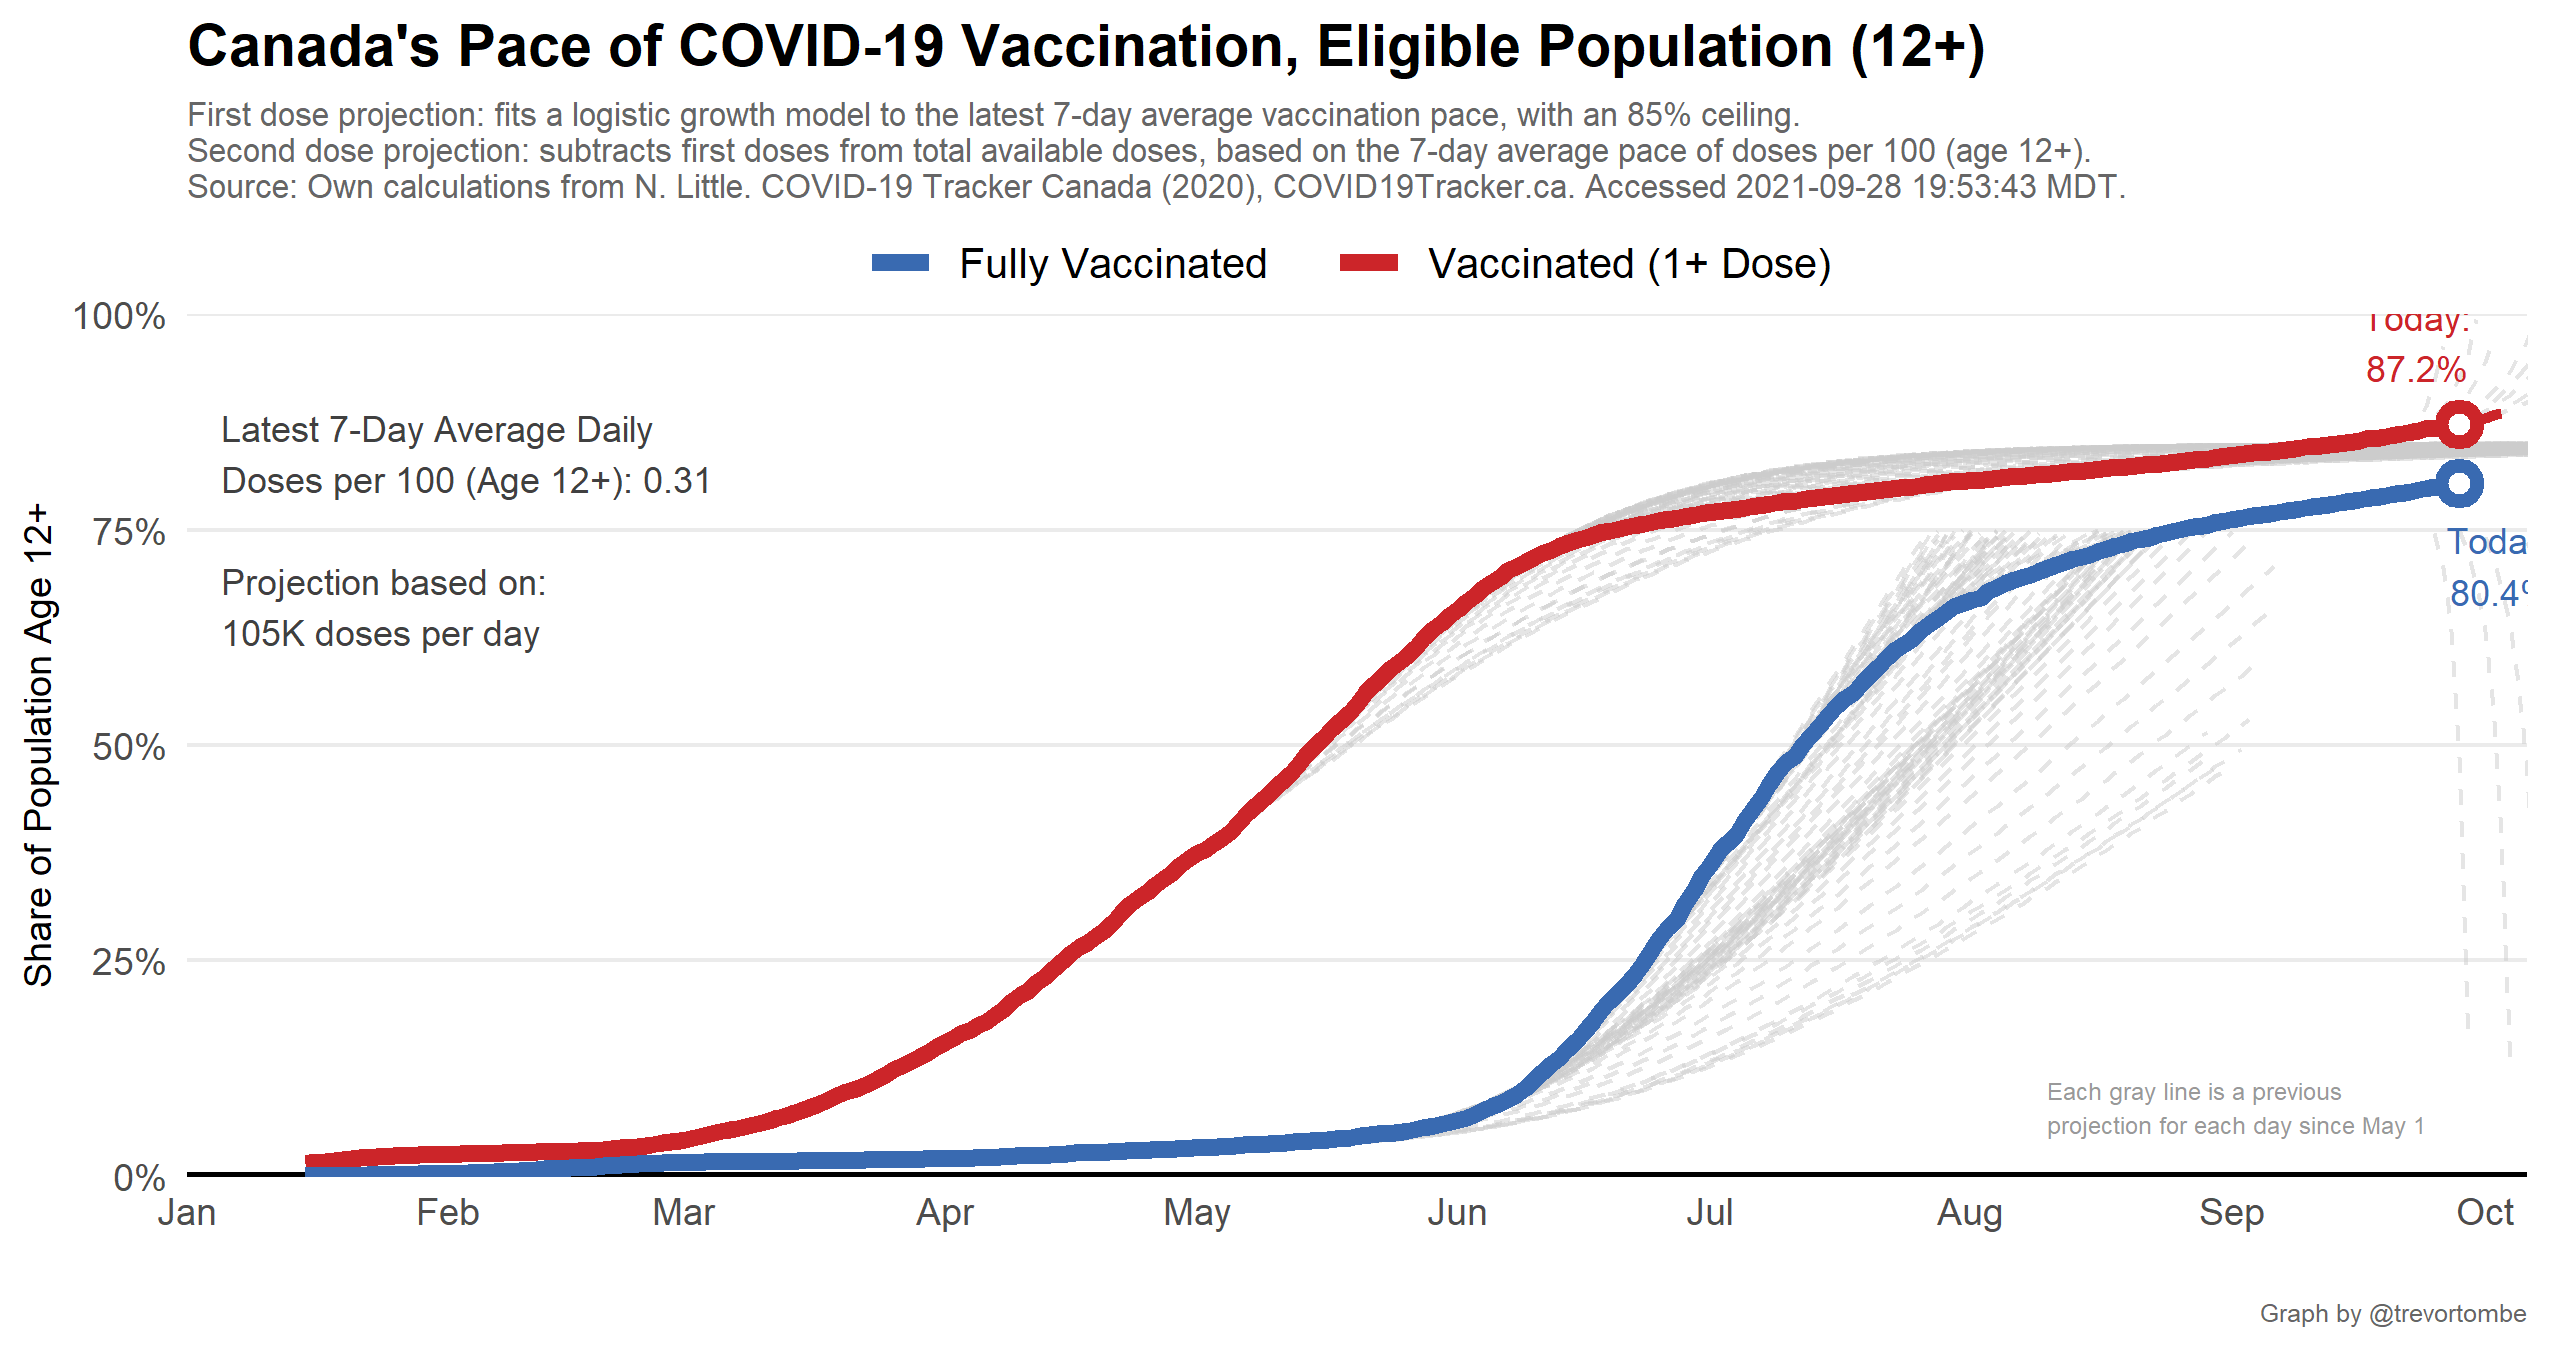 Canada's Pace of COVID-19 Vaccination, Eligible Population (12+)
First dose projection: fits a logistic growth model to the latest 7-day average vaccination pace, with an 85% ceiling.
Second dose projection: subtracts first doses from total available doses, based on the 7-day average pace of doses per 100 (age 12+).
Source: Own calculations from N. Little. COVID-19 Tracker Canada (2020), COVID19Tracker.ca. Accessed 2021-09-28 19:53:43 MDT.
Fully Vaccinated
Vaccinated (1+ Dose)
100%
75%
50%
25%
0%
Share of Population Age 12+
Latest 7-Day Average Daily
Doses per 100 (Age 12+): 0.31
Projection based on:
105K doses per day
Today:
87.2%
Toda
80.4
Each gray line is a previous
projection for each day since May 1
Jan
Feb
Mar
Apr
May
Jun
Jul
Aug
Sep
Oct
Graph by @trevortombe